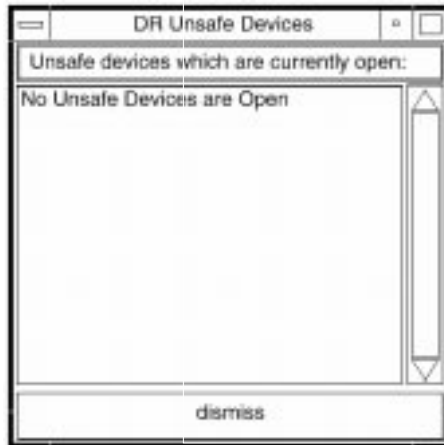 DR Unsafe Devices
Unsafe devices which are currently open:
No Unsafe Devices are Open
dismiss